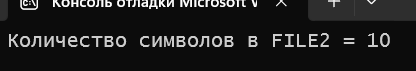 Консоль отладки Microsoft V
Количество символов в FILE2 = 10